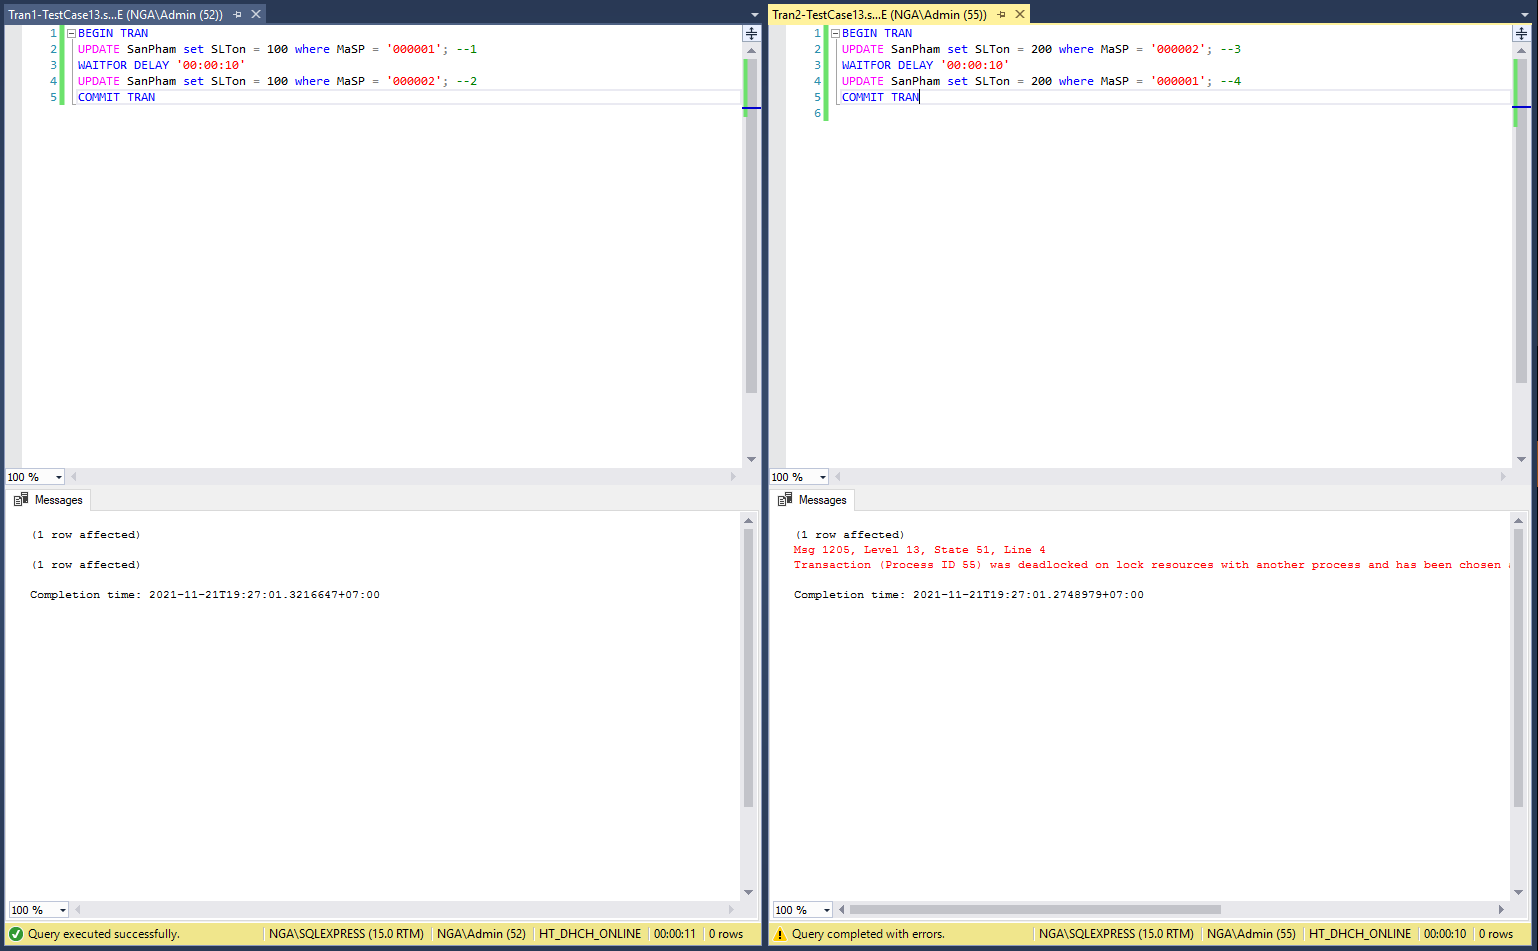 Tran1-TestCase13.s...E (NGA\Admin (52))
1 BEGIN TRAN
2 UPDATE SanPham set SLTon = 100 where MaSP = '000001'; --1
3 WAITFOR DELAY '00:00:10'
4 UPDATE SanPham set SLTon = 100 where MaSP = '000002'; --2
5 COMMIT TRAN
100 %
Messages
(1 row affected)
(1 row affected)
Completion time: 2021-11-21T19:27:01.3216647+07:00
100 %
Query executed successfully. NGA\SQLEXPRESS (15.0 RTM) NGA\Admin (52) HT_DHCH_ONLINE 00:00:11 0 rows
Tran2-TestCase13.s...E (NGA\Admin (55))
1 BEGIN TRAN
2 UPDATE SanPham set SLTon = 200 where MaSP = '000002'; --3
3 WAITFOR DELAY '00:00:10'
4 UPDATE SanPham set SLTon = 200 where MaSP = '000001'; --4
5 COMMIT TRAN
6
100 %
Messages
(1 row affected)
Msg 1205, Level 13, State 51, Line 4
Transaction (Process ID 55) was deadlocked on lock resources with another process and has been chosen
Completion time: 2021-11-21T19:27:01.2748979+07:00
100 %
Query completed with errors. NGA\SQLEXPRESS (15.0 RTM) NGA\Admin (55) HT_DHCH_ONLINE 00:00:10 0 rows